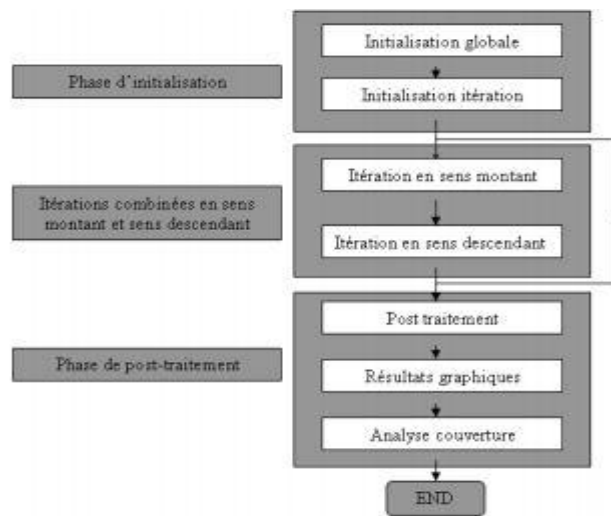 Initialisation globale
Phase d'initialisation
Initialisation itération
Itération en sens montant
Itérations combinées en sens
montant et sens descendant
Itération en sens descendant
Post traitement
Phase de post-traitement
Résultats graphiques
Analyse couverture
END